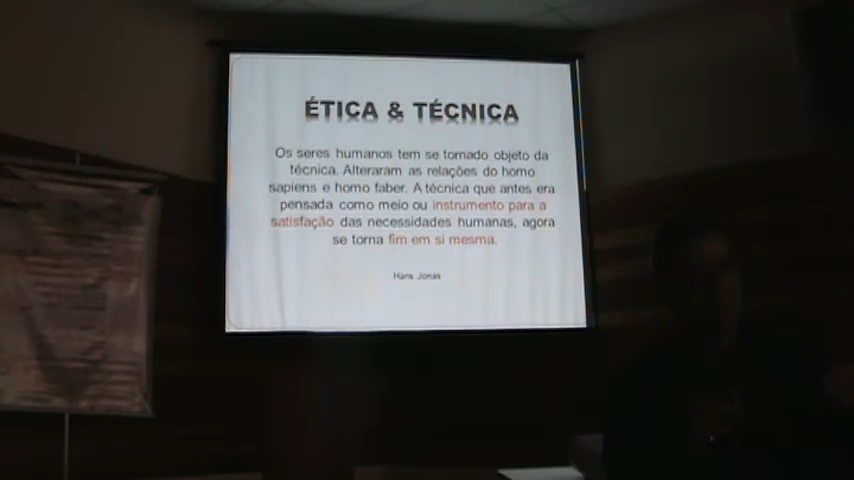 ÉTICA & TÉCNICA
Os seres humanos tem se tornado objeto da
técnica. Alteraram as relações do homo
sapiens e homo faber. A técnica que antes era
pensada como meio ou instrumento para a
satisfação das necessidades humanas, agora
se torna fim em si mesma.
Hans Jonas